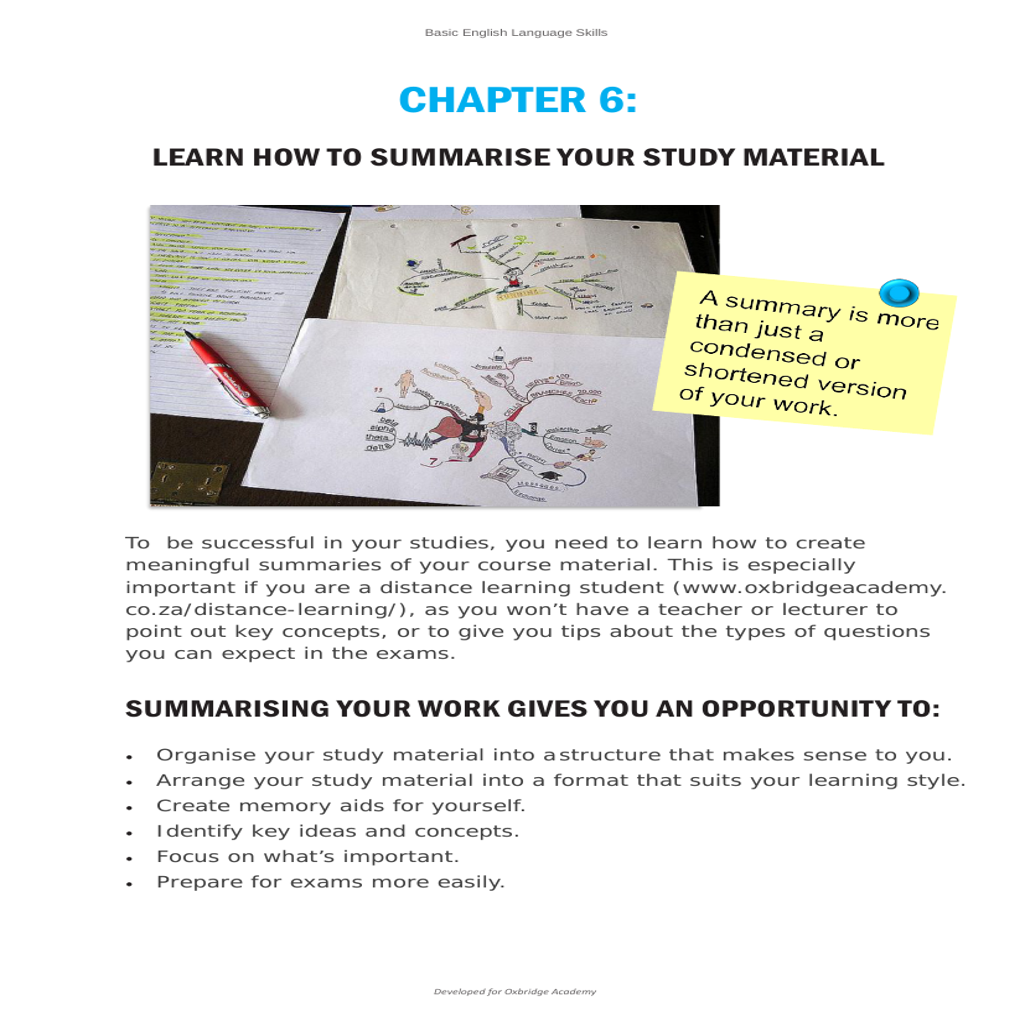 Basic English Language Skills
CHAPTER 6:
LEARN HOW TO SUMMARISE YOUR STUDY MATERIAL
A summary is more
than just a
condensed or
shortened version
of your work.
To be successful in your studies, you need to learn how to create
meaningful summaries of your course material. This is especially
important if you are a distance learning student (www.oxbridgeacademy.
co.za/distance-learning/), as you won’t have a teacher or lecturer to
point out key concepts, or to give you tips about the types of questions
you can expect in the exams.
SUMMARISING YOUR WORK GIVES YOU AN OPPORTUNITY TO:
• Organise your study material into a structure that makes sense to you.
• Arrange your study material into a format that suits your learning style.
• Create memory aids for yourself.
• Identify key ideas and concepts.
• Focus on what’s important.
• Prepare for exams more easily.
Developed for Oxbridge Academy